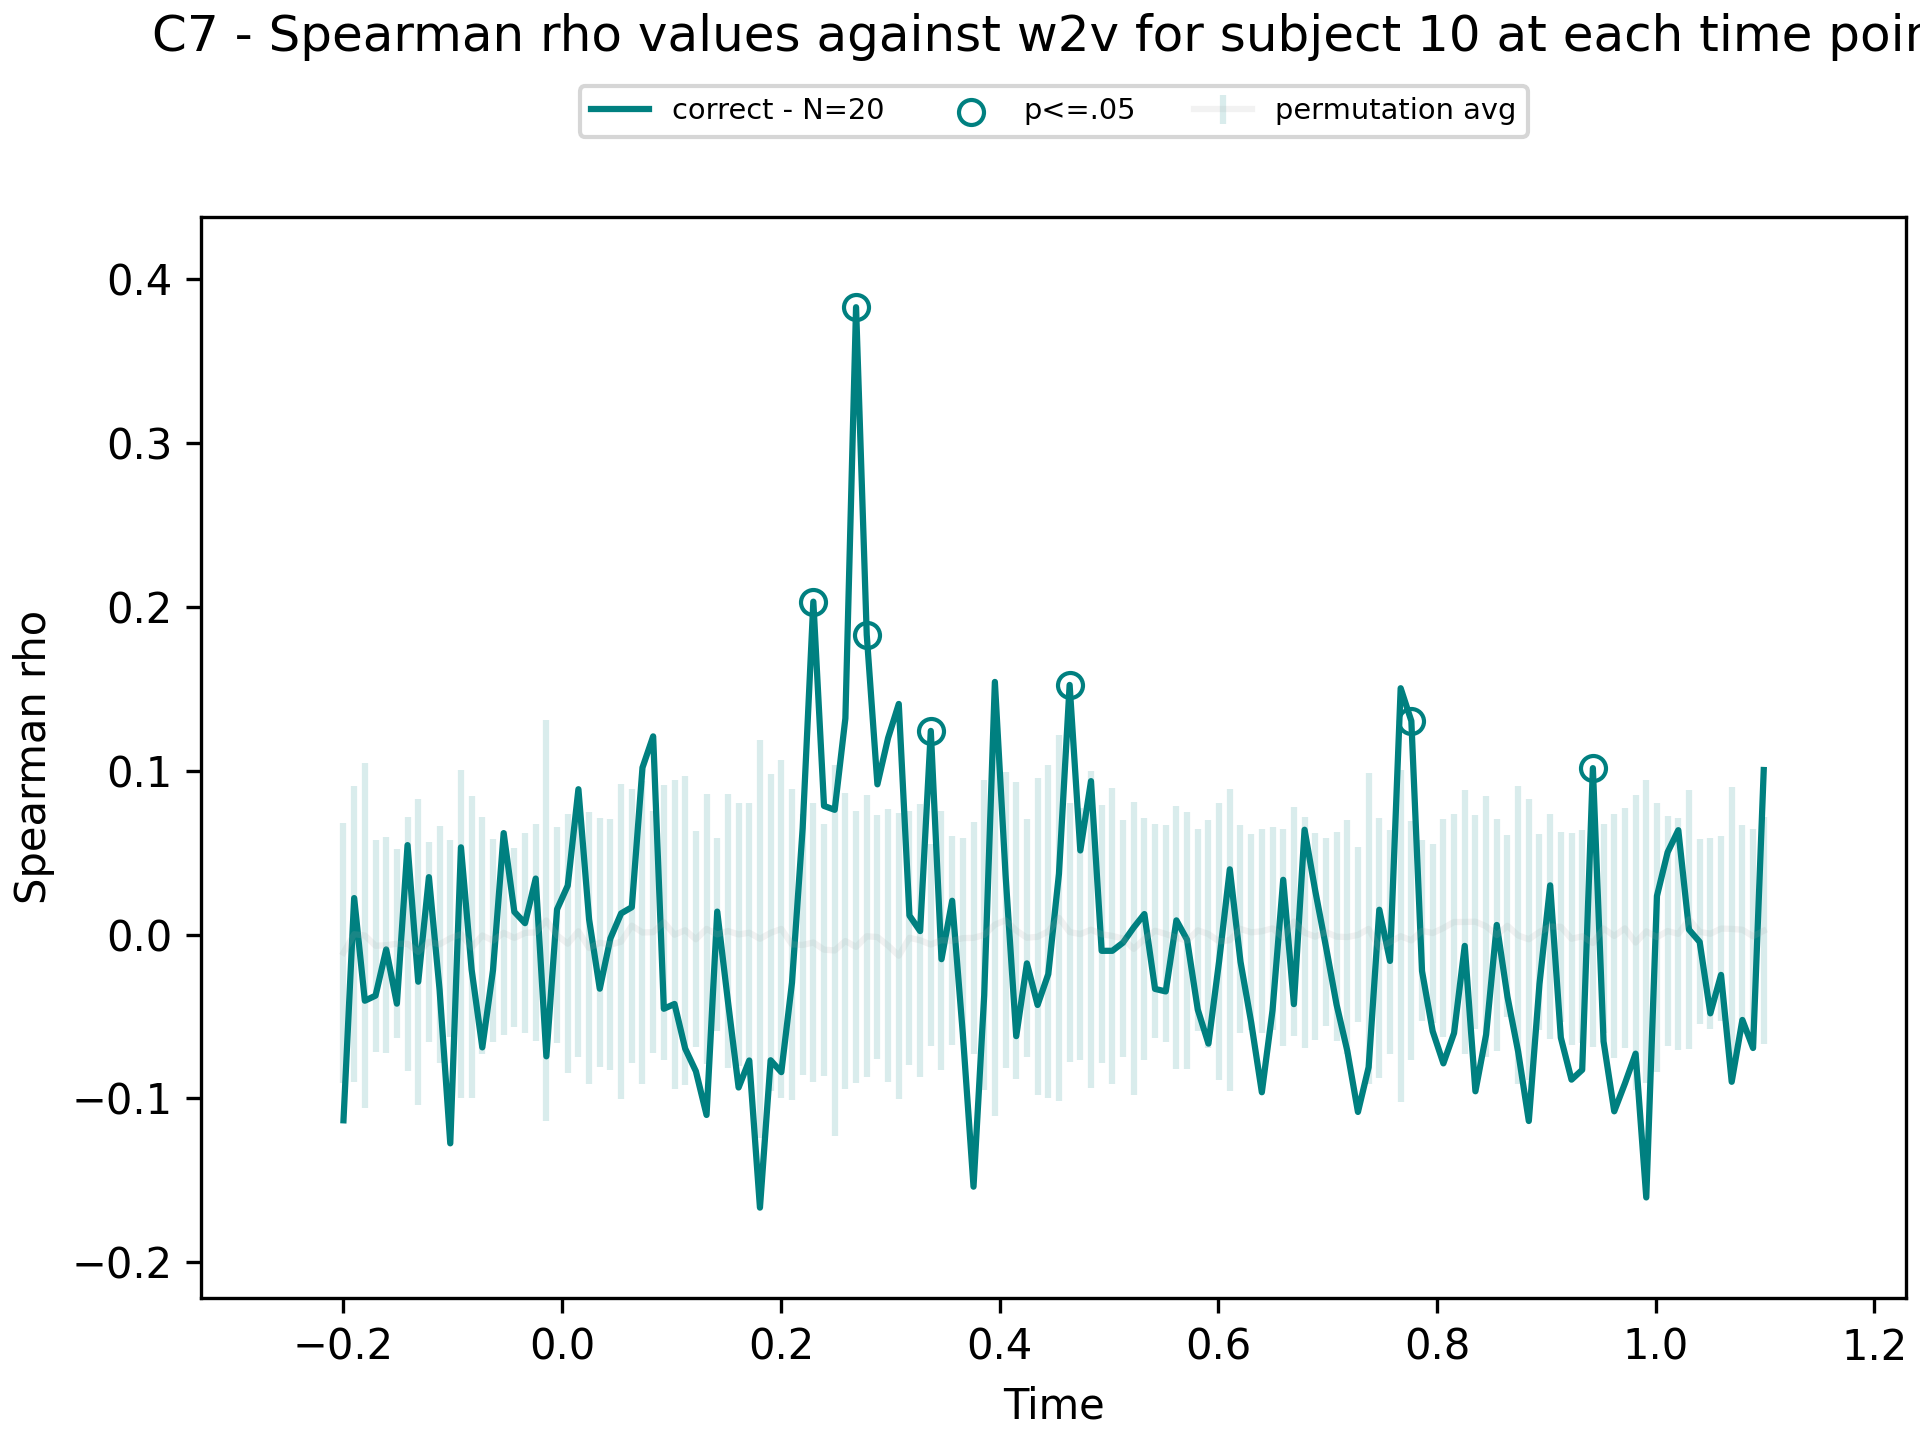 C7 - Spearman rho values against w2v for subject 10 at each time
correct - N=20 p<=.05 permutation avg
0.4
0.3
0.2
0.1
0.0
−0.1
−0.2
Spearman rho
−0.2 0.0 0.2 0.4 0.6 0.8 1.0 1.2
Time